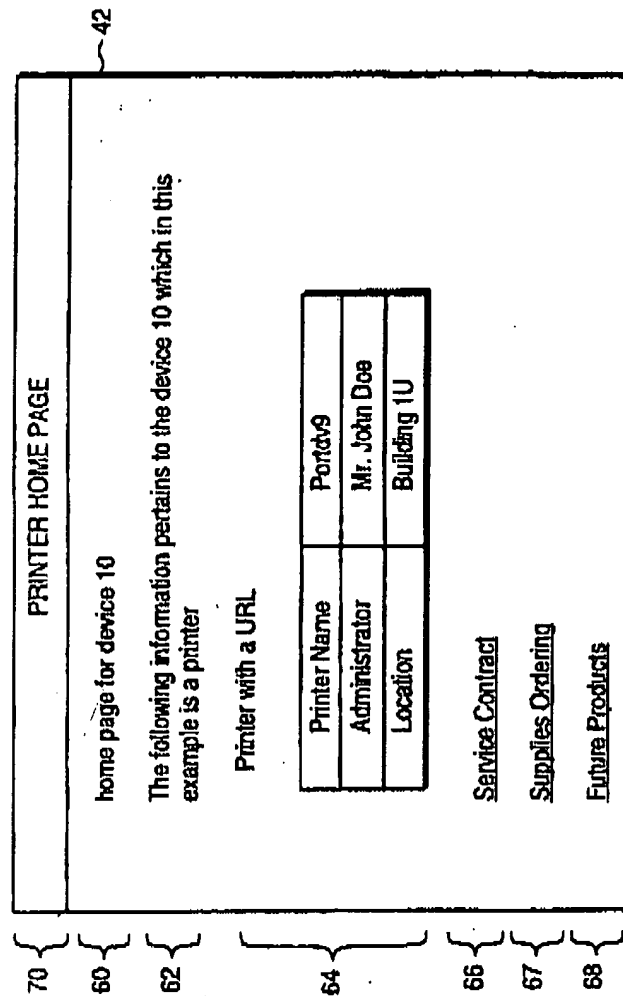 PRINTER HOME PAGE
42
70
60
home page for device 10
62
The following information pertains to the device 10 which in this
example is a printer
64
Printer with a URL
Printer Name Portdv9
Administrator Mr. John Doe
Location Building 1U
66
Service Contract
67
Supplies Ordering
68
Future Products